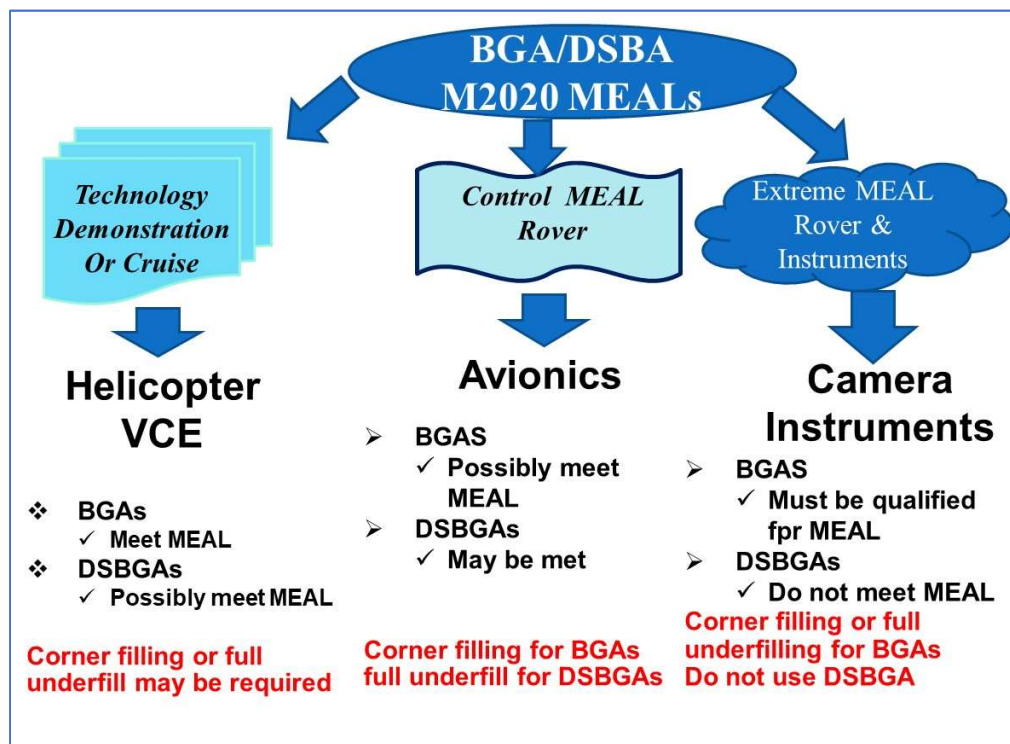 BGA/DSBA
M2020 MEALs
Technology
Demonstration
Or Cruise
Control MEAL
Rover
Extreme MEAL
Rover &
Instruments
Helicopter
VCE
❖ BGAs
✓ Meet MEAL
❖ DSBGAs
✓ Possibly meet MEAL
Corner filling or full
underfill may be required
Avionics
➢ BGAS
✓ Possibly meet
MEAL
➢ DSBGAs
✓ May be met
Corner filling for BGAs
full underfill for DSBGAs
Camera
Instruments
➢ BGAS
✓ Must be qualified
fpr MEAL
➢ DSBGAs
✓ Do not meet MEAL
Corner filling or full
underfilling for BGAs
Do not use DSBGA